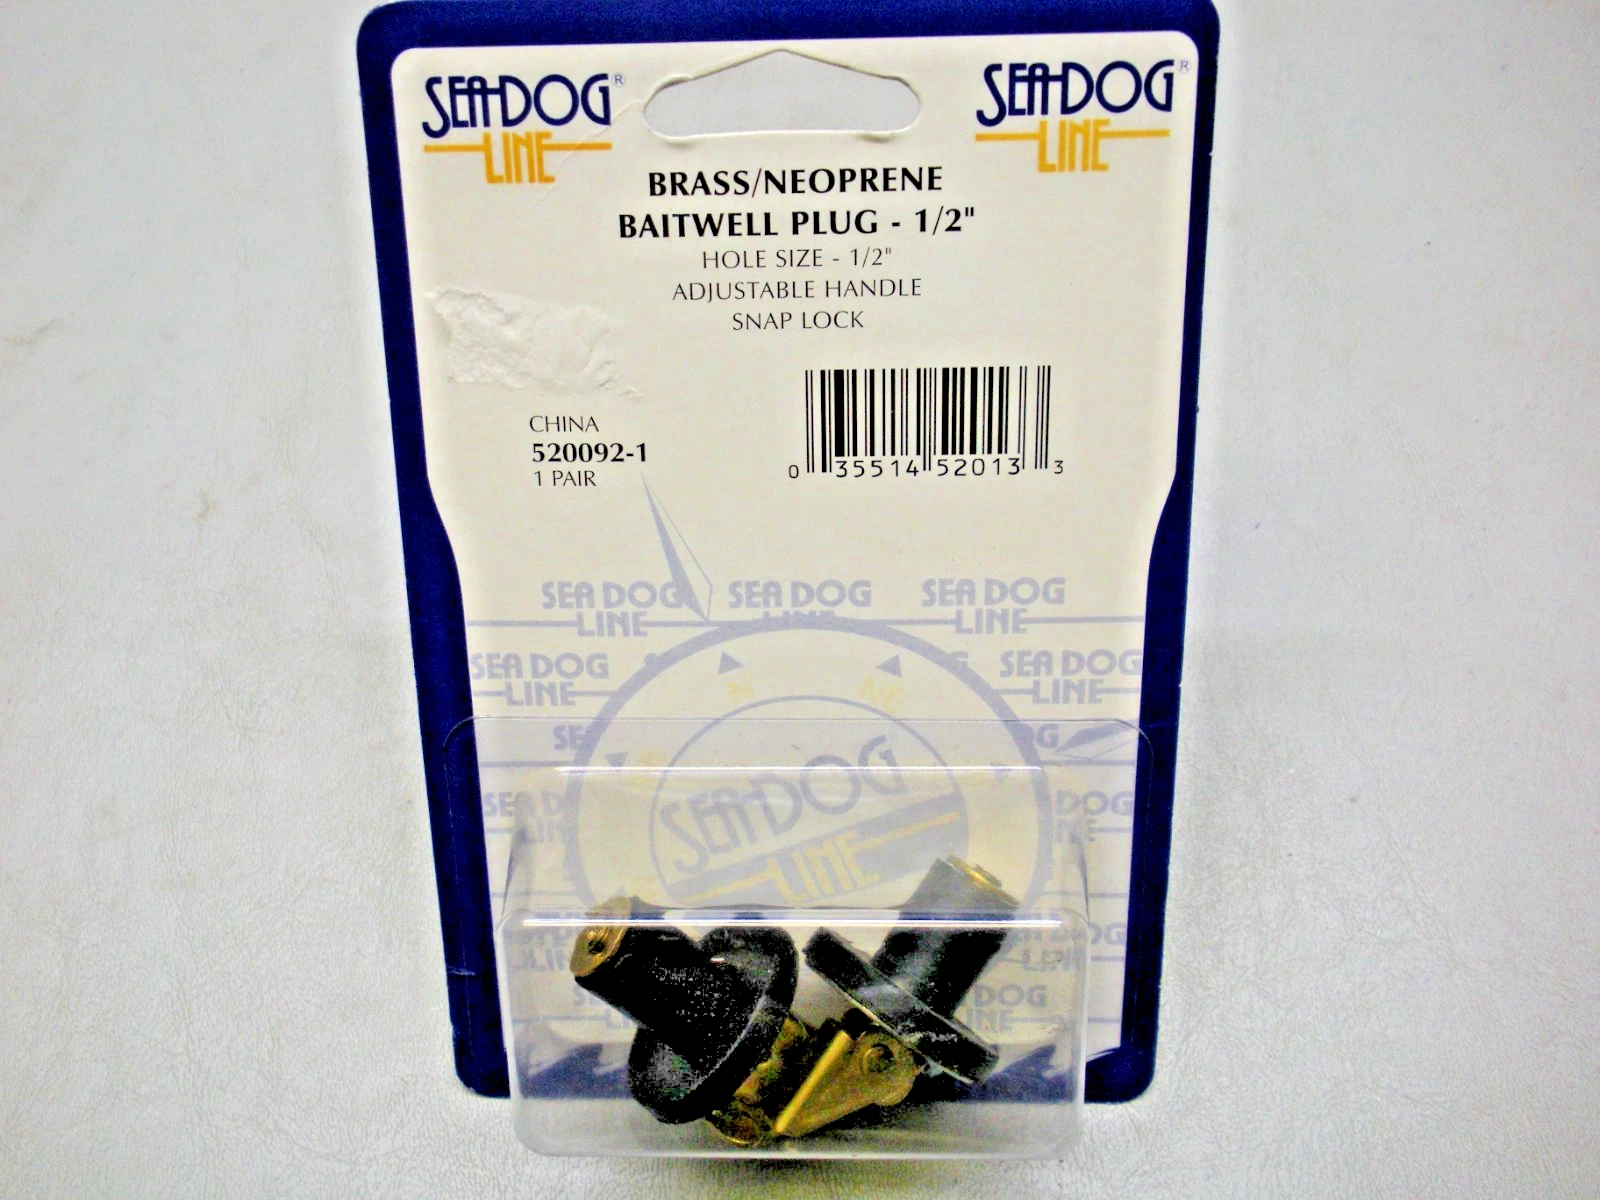 SEA-DOG® SEA-DOG®
LINE LINE
BRASS/NEOPRENE
BAITWELL PLUG - 1/2"
HOLE SIZE - 1/2"
ADJUSTABLE HANDLE
SNAP LOCK
CHINA
520092-1
1 PAIR
0 35514 52013 3
SEA DOG SEA DOG SEA DOG
LINE LINE LINE
SEA DOG SEA DOG
LINE LINE
N NE
SEA-DOG
LINE